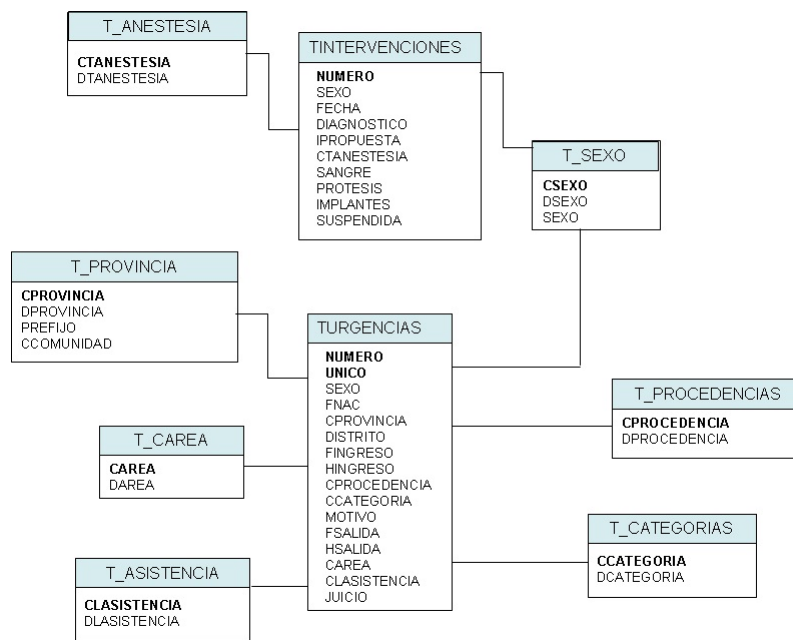 T_ANESTESIA
CTANESTESIA
DTANESTESIA
TINTERVENCIONES
NUMERO
SEXO
FECHA
DIAGNOSTICO
IPROPUESTA
CTANESTESIA
SANGRE
PROTESIS
IMPLANTES
SUSPENDIDA
T_SEXO
CSEXO
DSEXO
SEXO
T_PROVINCIA
CPROVINCIA
DPROVINCIA
PREFIJO
CCOMUNIDAD
TURGENCIAS
NUMERO
UNICO
SEXO
FNAC
CPROVINCIA
DISTRITO
FINGRESO
HINGRESO
CPROCEDENCIA
CCATEGORIA
MOTIVO
FSALIDA
HSALIDA
CAREA
CLASISTENCIA
JUICIO
T_PROCEDENCIAS
CPROCEDENCIA
DPROCEDENCIA
T_CAREA
CAREA
DAREA
T_CATEGORIAS
CCATEGORIA
DCATEGORIA
T_ASISTENCIA
CLASISTENCIA
DLASISTENCIA